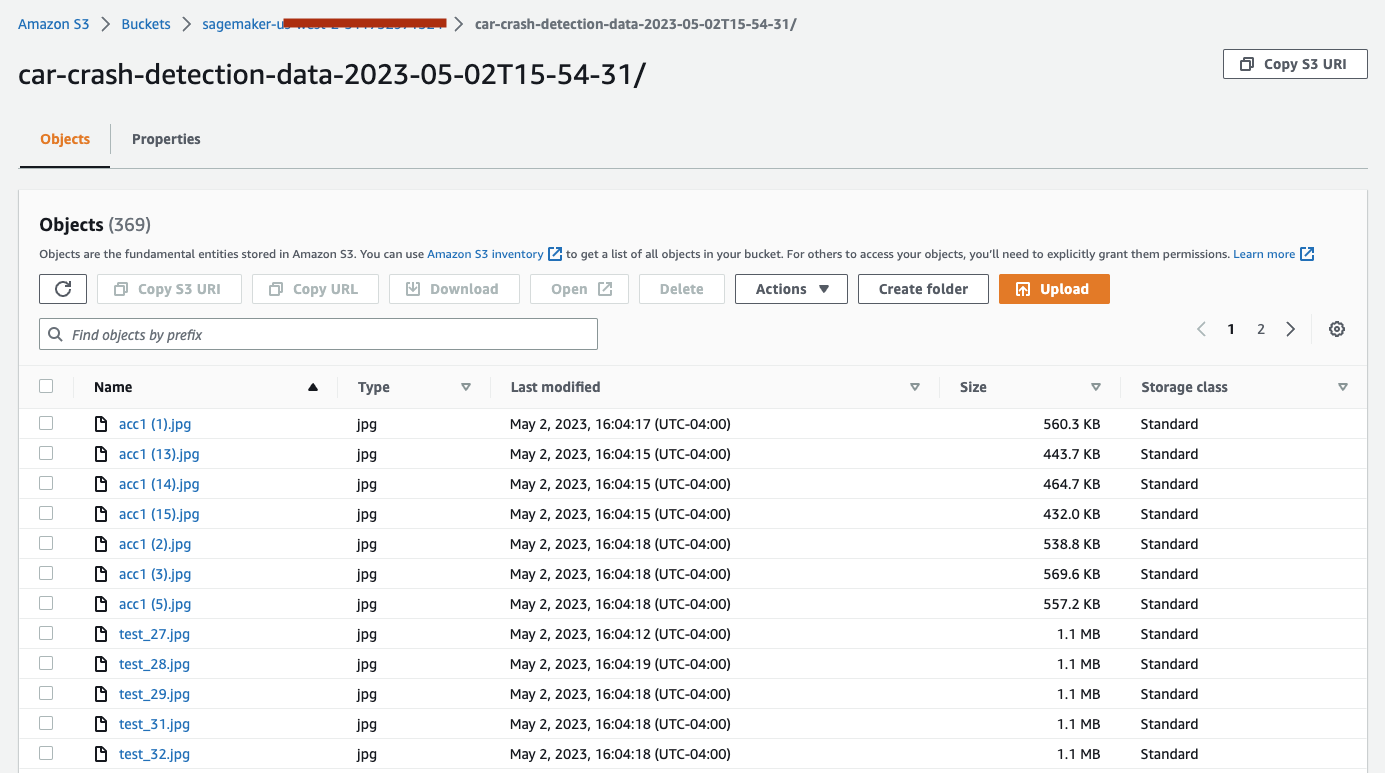 Amazon S3 > Buckets > sagemaker-u > car-crash-detection-data-2023-05-02T15-54-31/
car-crash-detection-data-2023-05-02T15-54-31/
Copy S3 URI
Objects Properties
Objects (369)
Objects are the fundamental entities stored in Amazon S3. You can use Amazon S3 inventory to get a list of all objects in your bucket. For others to access your objects, you'll need to explicitly grant them permissions. Learn more
Copy S3 URI Copy URL Download Open Delete Actions Create folder Upload
Find objects by prefix
1 2
Name Type Last modified Size Storage class
acc1 (1).jpg jpg May 2, 2023, 16:04:17 (UTC-04:00) 560.3 KB Standard
acc1 (13).jpg jpg May 2, 2023, 16:04:15 (UTC-04:00) 443.7 KB Standard
acc1 (14).jpg jpg May 2, 2023, 16:04:15 (UTC-04:00) 464.7 KB Standard
acc1 (15).jpg jpg May 2, 2023, 16:04:15 (UTC-04:00) 432.0 KB Standard
acc1 (2).jpg jpg May 2, 2023, 16:04:18 (UTC-04:00) 538.8 KB Standard
acc1 (3).jpg jpg May 2, 2023, 16:04:18 (UTC-04:00) 569.6 KB Standard
acc1 (5).jpg jpg May 2, 2023, 16:04:18 (UTC-04:00) 557.2 KB Standard
test_27.jpg jpg May 2, 2023, 16:04:12 (UTC-04:00) 1.1 MB Standard
test_28.jpg jpg May 2, 2023, 16:04:19 (UTC-04:00) 1.1 MB Standard
test_29.jpg jpg May 2, 2023, 16:04:18 (UTC-04:00) 1.1 MB Standard
test_31.jpg jpg May 2, 2023, 16:04:18 (UTC-04:00) 1.1 MB Standard
test_32.jpg jpg May 2, 2023, 16:04:18 (UTC-04:00) 1.1 MB Standard